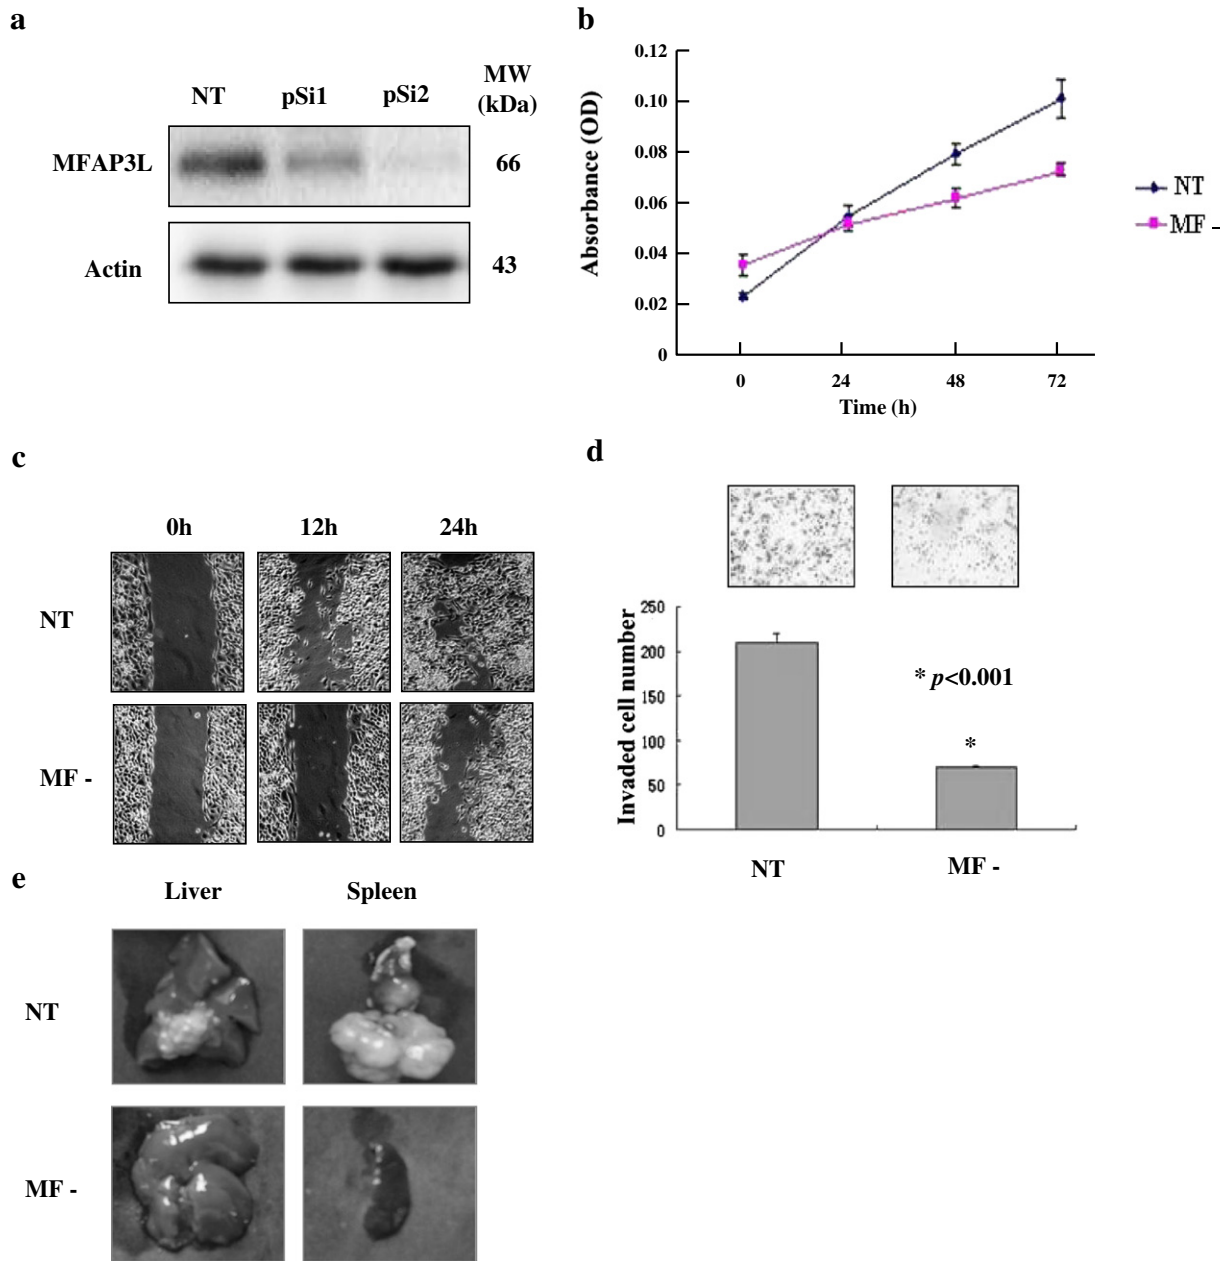 a
NT pSi1 pSi2 MW (kDa)
MFAP3L 66
Actin 43
b
0.12
0.10
0.08
0.06
0.04
0.02
0
Absorbance (OD)
0 24 48 72
Time (h)
NT
MF -
c
0h 12h 24h
NT
MF -
d
250
200
150
100
50
0
Invaded cell number
* p<0.001
*
NT MF -
e
Liver Spleen
NT
MF -